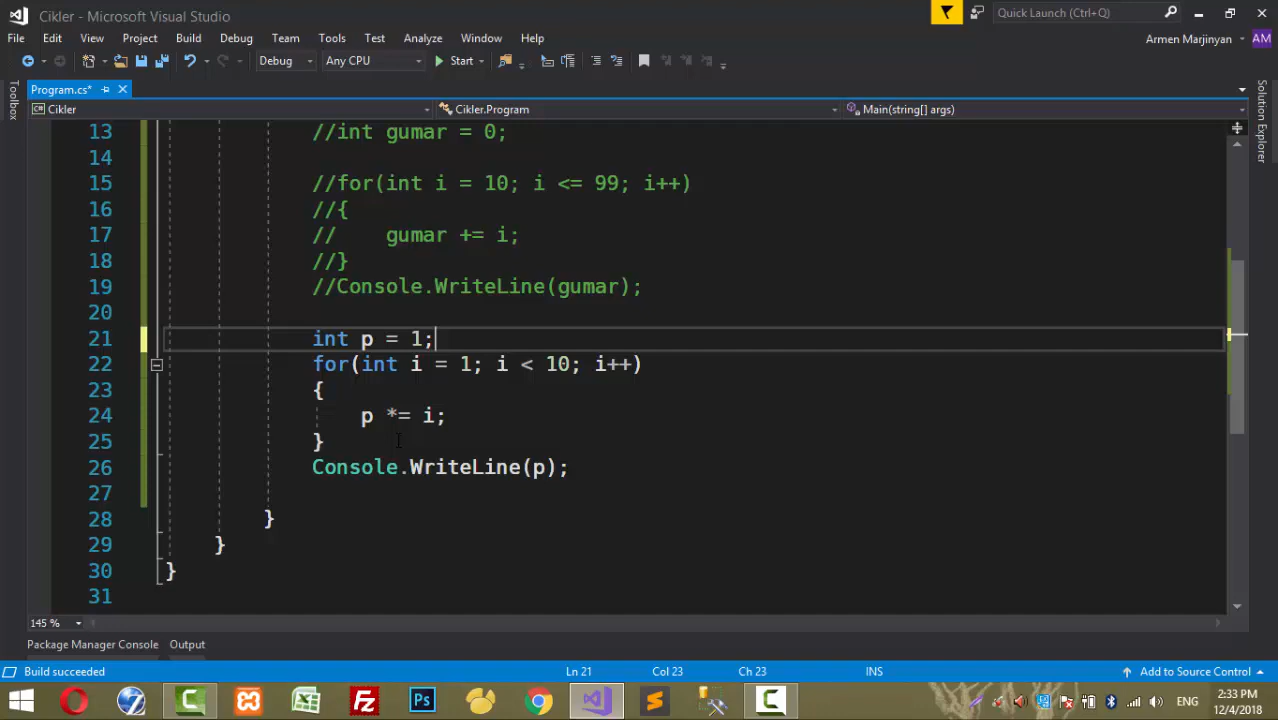 Cikler - Microsoft Visual Studio
Quick Launch (Ctrl+Q)
File Edit View Project Build Debug Team Tools Test Analyze Window Help
Armen Marjinyan AM
Debug Any CPU Start
Program.cs*
Toolbox
Solution Explorer
Cikler Cikler.Program Main(string[] args)
13 //int gumar = 0;
14
15 //for(int i = 10; i <= 99; i++)
16 //{
17 // gumar += i;
18 //}
19 //Console.WriteLine(gumar);
20
21 int p = 1;
22 for(int i = 1; i < 10; i++)
23 {
24 p *= i;
25 }
26 Console.WriteLine(p);
27
28 }
29 }
30 }
31
145 %
Package Manager Console Output
Build succeeded Ln 21 Col 23 Ch 23 INS Add to Source Control
Ps
ENG
2:33 PM
12/4/2018